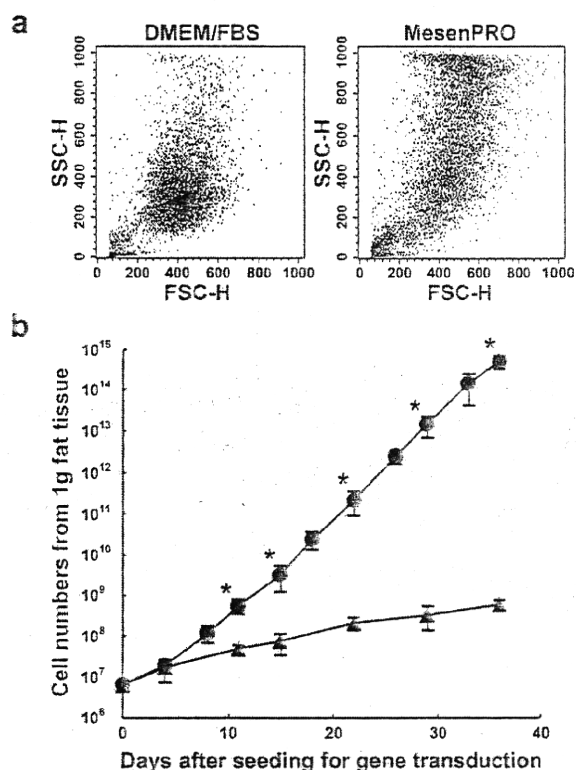 a
DMEM/FBS
MesenPRO
SSC-H
1000
800
600
400
200
0
0 200 400 600 800 1000
FSC-H
SSC-H
1000
800
600
400
200
0
0 200 400 600 800 1000
FSC-H
b
Cell numbers from 1g fat tissue
10^15
10^14
10^13
10^12
10^11
10^10
10^9
10^8
10^7
10^6
* * * * *
0 10 20 30 40
Days after seeding for gene transduction